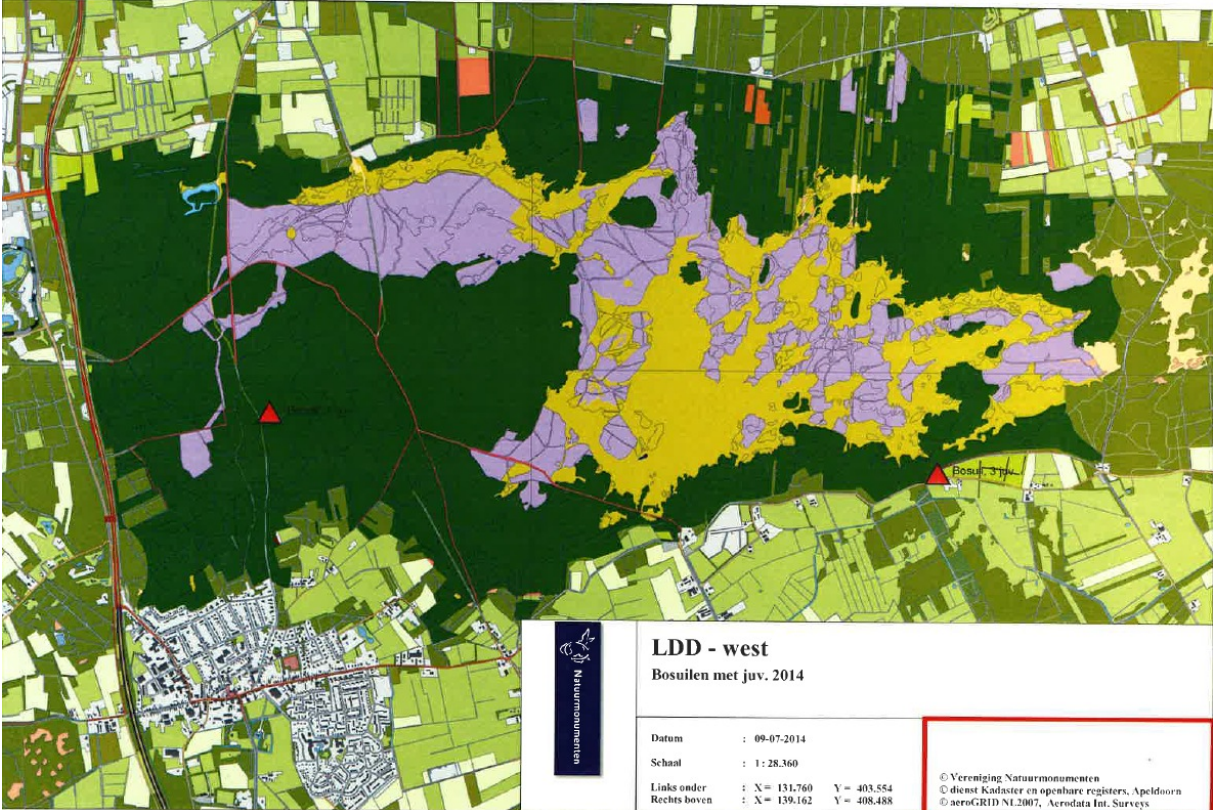 Bosuil, 3 juv.
Natuurmonumenten
LDD - west
Bosuilen met juv. 2014
Datum : 09-07-2014
Schaal : 1 : 28.360
Links onder : X = 131.760 Y = 403.554
Rechts boven : X = 139.162 Y = 408.488
© Vereniging Natuurmonumenten
© dienst Kadaster en openbare registers, Apeldoorn
© aeroGRID NL2007, Aerodata Int. Surveys